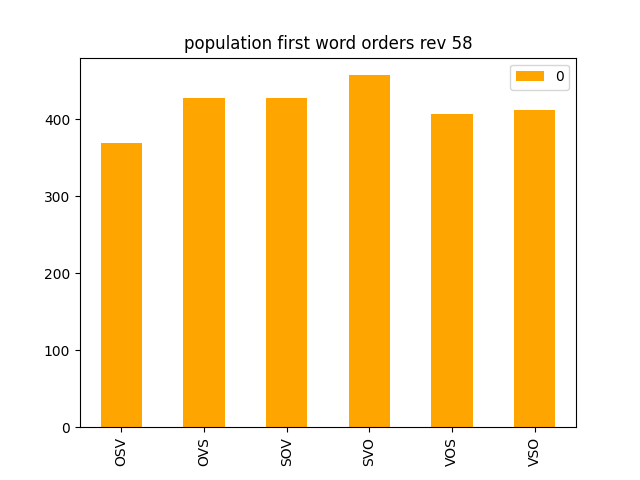 population first word orders rev 58
0
400
300
200
100
0
OSV
OVS
SOV
SVO
VOS
VSO